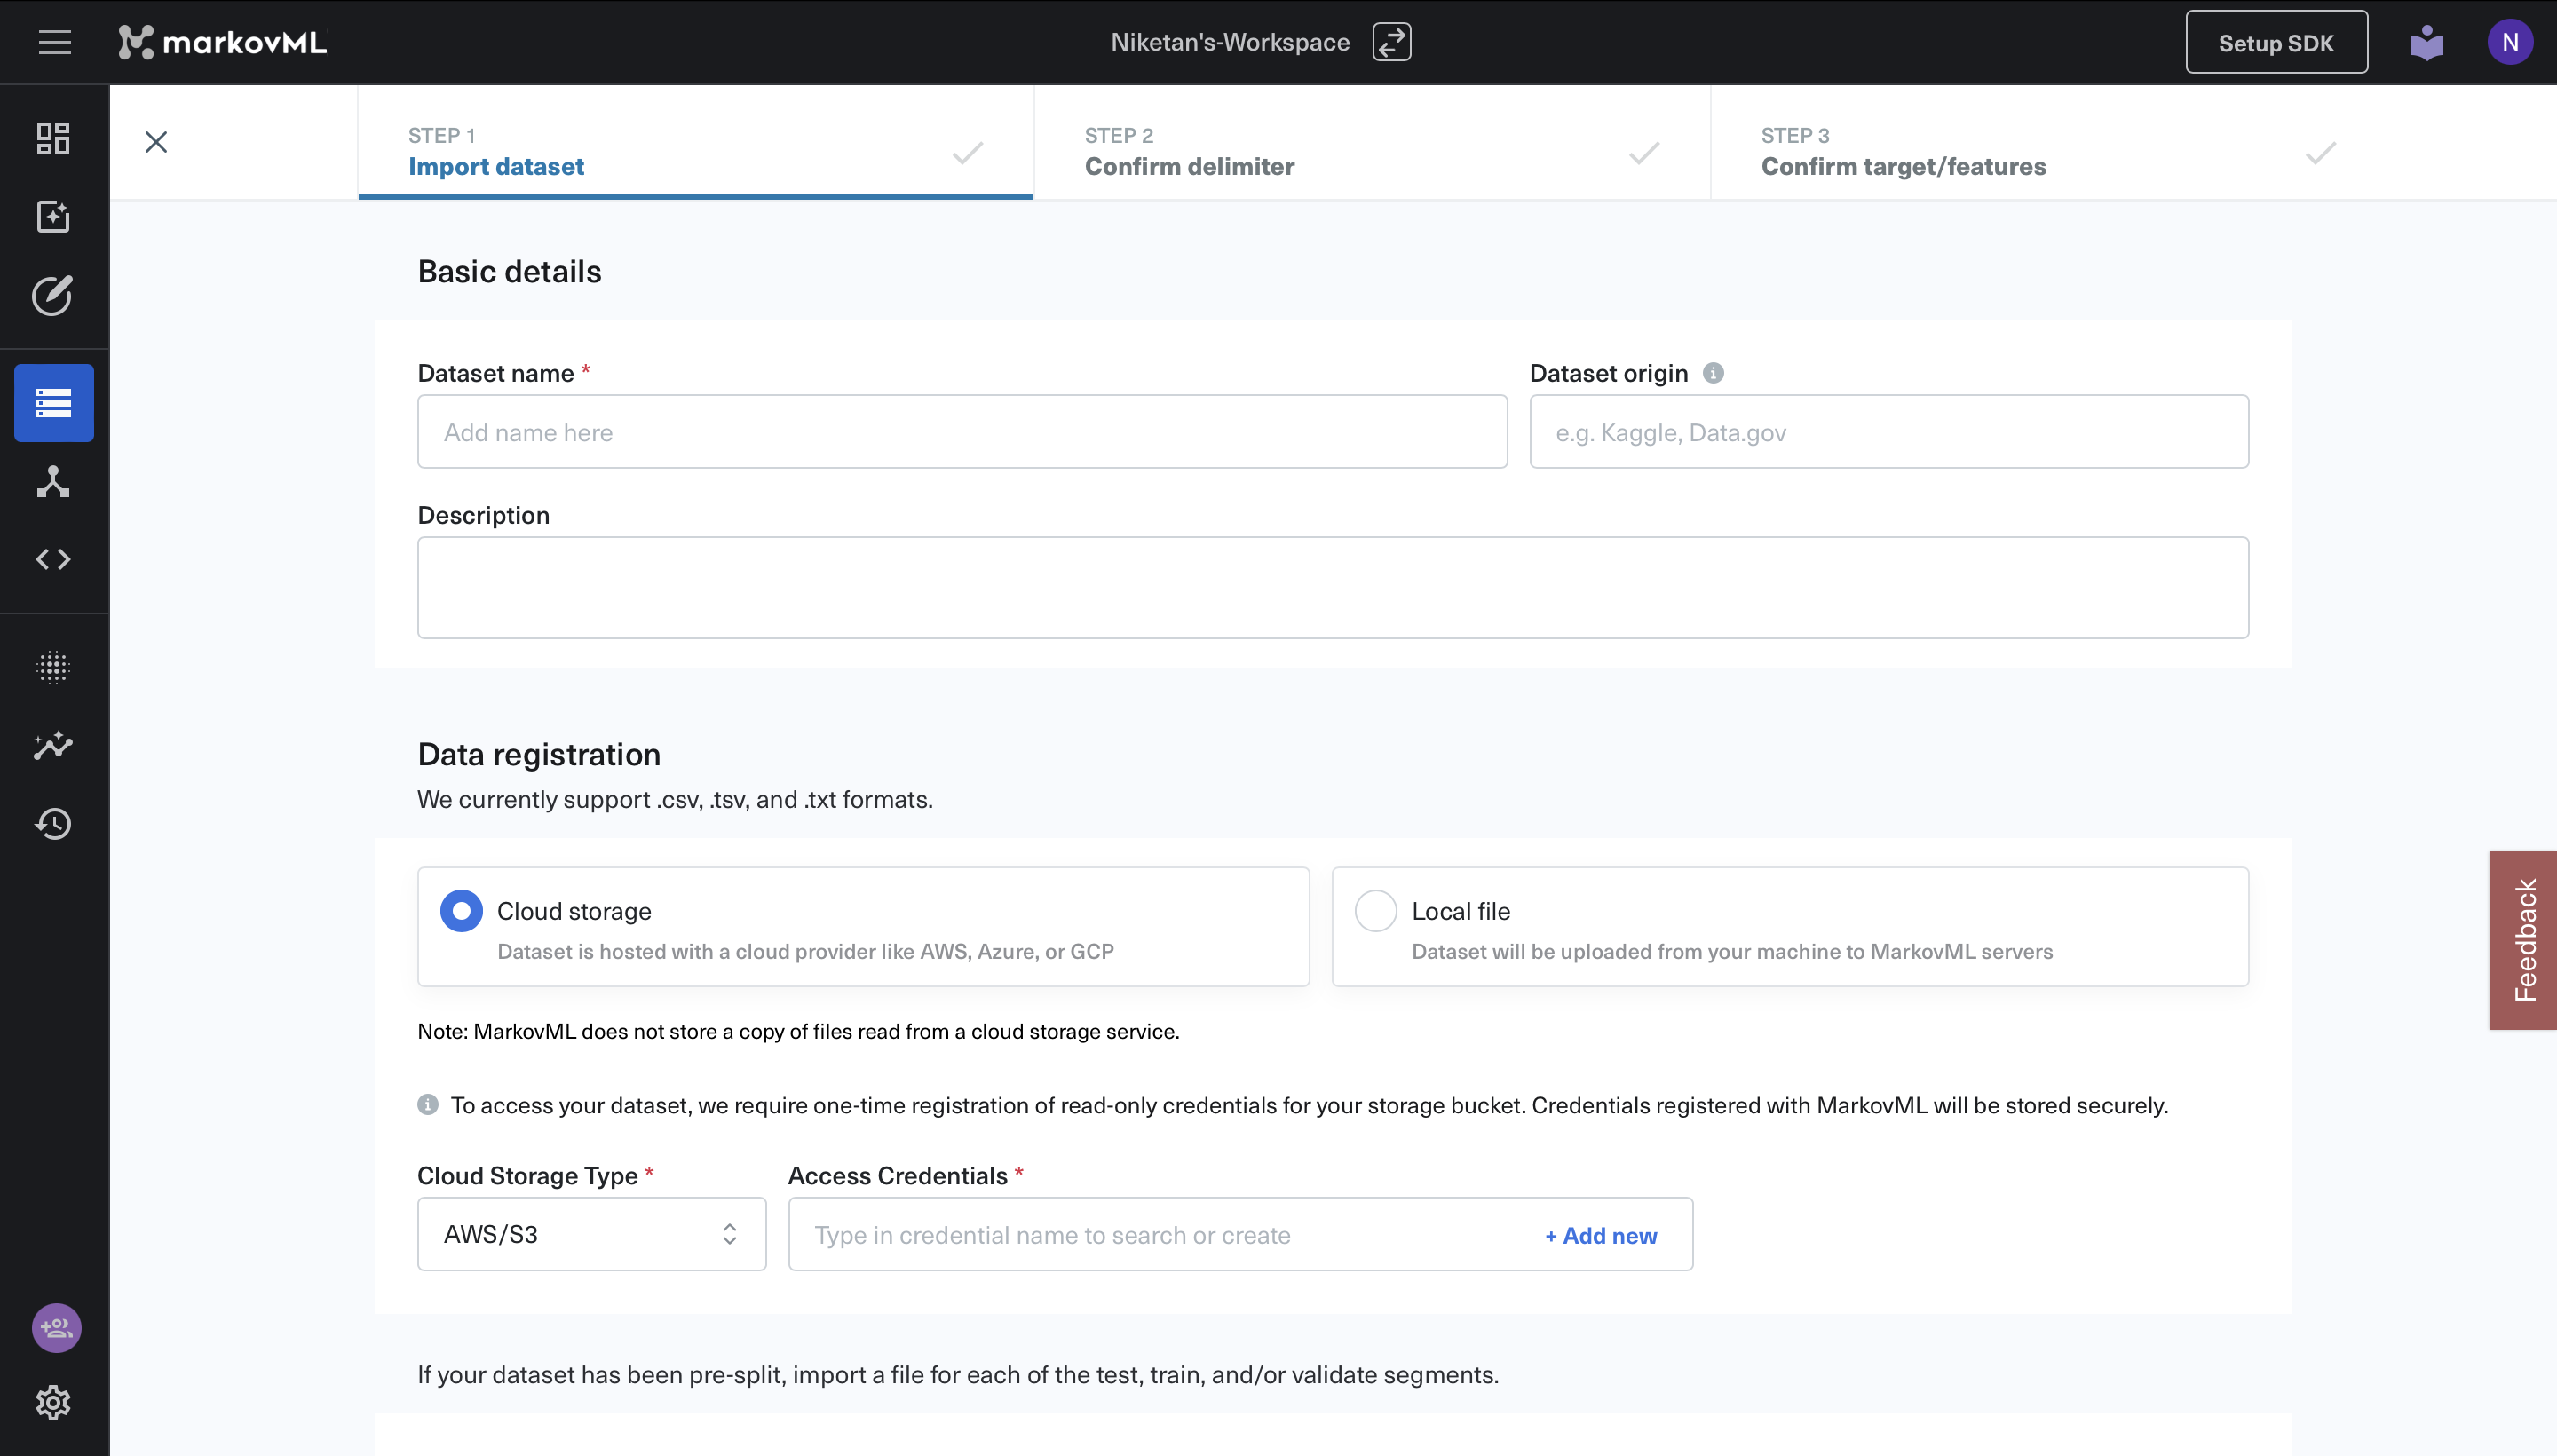 markovML
Niketan's-Workspace
Setup SDK
N
STEP 1
Import dataset
STEP 2
Confirm delimiter
STEP 3
Confirm target/features
Basic details
Dataset name *
Dataset origin
Add name here
e.g. Kaggle, Data.gov
Description
Data registration
We currently support .csv, .tsv, and .txt formats.
Cloud storage
Dataset is hosted with a cloud provider like AWS, Azure, or GCP
Local file
Dataset will be uploaded from your machine to MarkovML servers
Feedback
Note: MarkovML does not store a copy of files read from a cloud storage service.
To access your dataset, we require one-time registration of read-only credentials for your storage bucket. Credentials registered with MarkovML will be stored securely.
Cloud Storage Type *
Access Credentials *
AWS/S3
Type in credential name to search or create
+ Add new
If your dataset has been pre-split, import a file for each of the test, train, and/or validate segments.